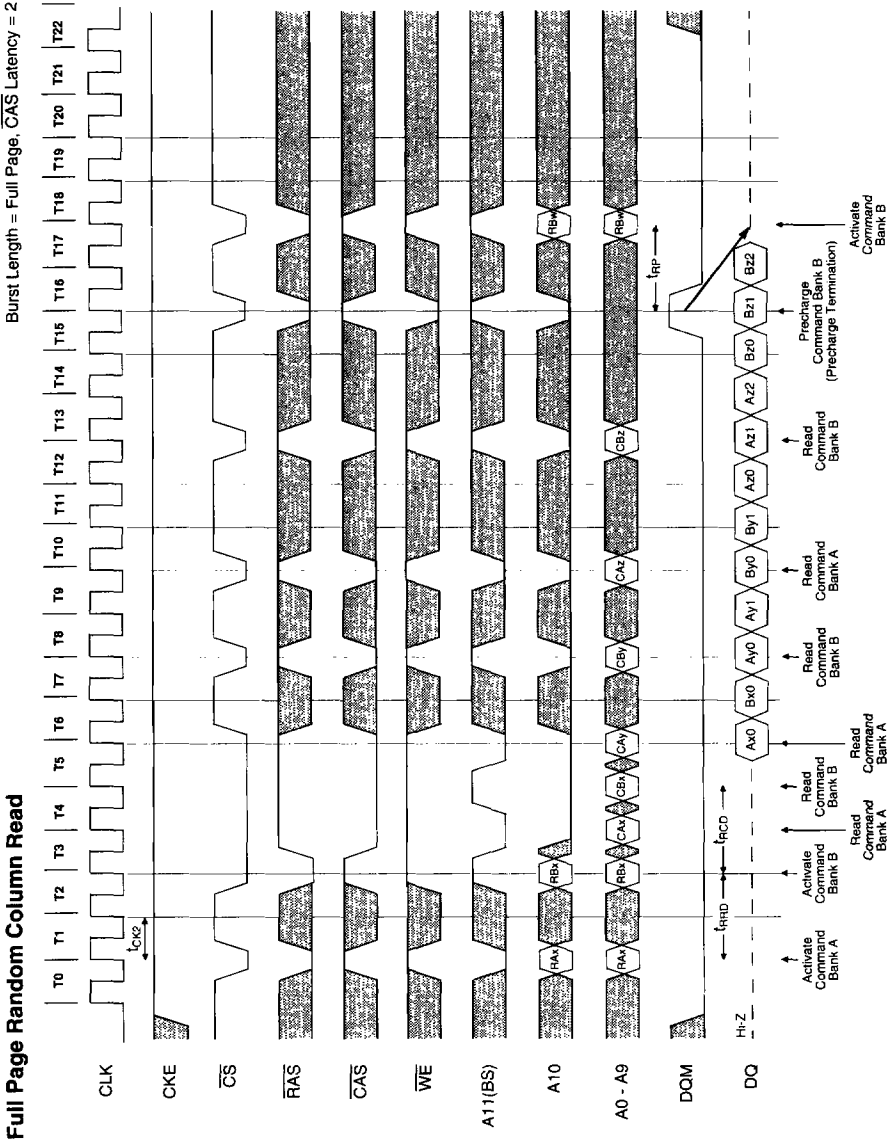 Full Page Random Column Read
Burst Length = Full Page, CAS Latency = 2
T0 T1 T2 T3 T4 T5 T6 T7 T8 T9 T10 T11 T12 T13 T14 T15 T16 T17 T18 T19 T20 T21 T22
CLK
tCK2
CKE
CS
RAS
CAS
WE
A11(BS)
A10
RAx RBx RBw
A0 - A9
RAx RBx CAx CBx CAy CBy CAz CBz RBw
tRRD tRCD tRP
DQM
DQ
Hi-Z
Ax0 Bx0 Ay0 Ay1 By0 By1 Az0 Az1 Az2 Bz0 Bz1 Bz2
Activate
Command
Bank A
Activate
Command
Bank B
Read
Command
Bank A
Read
Command
Bank B
Read
Command
Bank A
Read
Command
Bank B
Read
Command
Bank A
Read
Command
Bank B
Precharge
Command Bank B
(Precharge Termination)
Activate
Command
Bank B